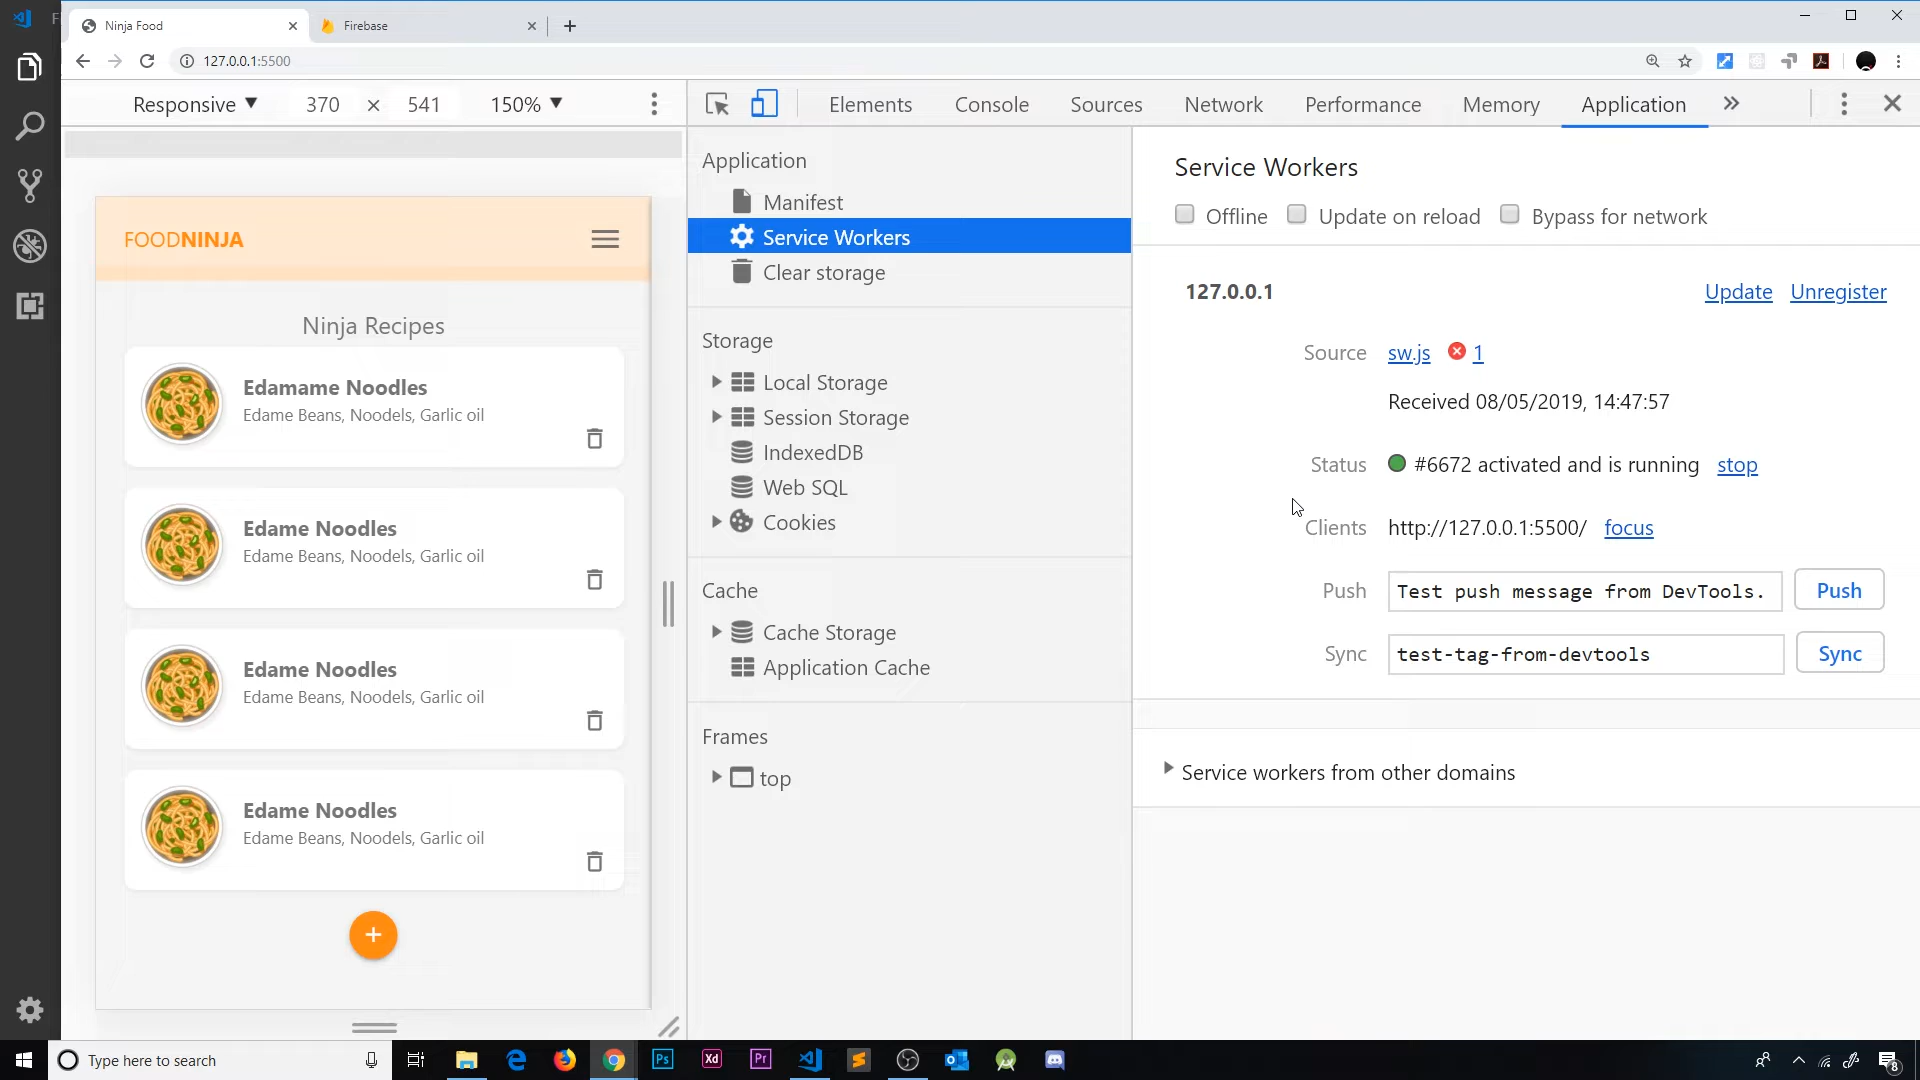 Ninja Food
Firebase
127.0.0.1:5500
Responsive ▼ 370 × 541 150% ▼
Elements Console Sources Network Performance Memory Application »
FOODNINJA
Ninja Recipes
Edamame Noodles
Edame Beans, Noodels, Garlic oil
Edame Noodles
Edame Beans, Noodels, Garlic oil
Edame Noodles
Edame Beans, Noodels, Garlic oil
Edame Noodles
Edame Beans, Noodels, Garlic oil
+
Application
Manifest
Service Workers
Clear storage
Storage
Local Storage
Session Storage
IndexedDB
Web SQL
Cookies
Cache
Cache Storage
Application Cache
Frames
top
Service Workers
Offline Update on reload Bypass for network
127.0.0.1 Update Unregister
Source sw.js 1
Received 08/05/2019, 14:47:57
Status #6672 activated and is running stop
Clients http://127.0.0.1:5500/ focus
Push Test push message from DevTools. Push
Sync test-tag-from-devtools Sync
Service workers from other domains
Type here to search
Ps
Xd
Pr
8